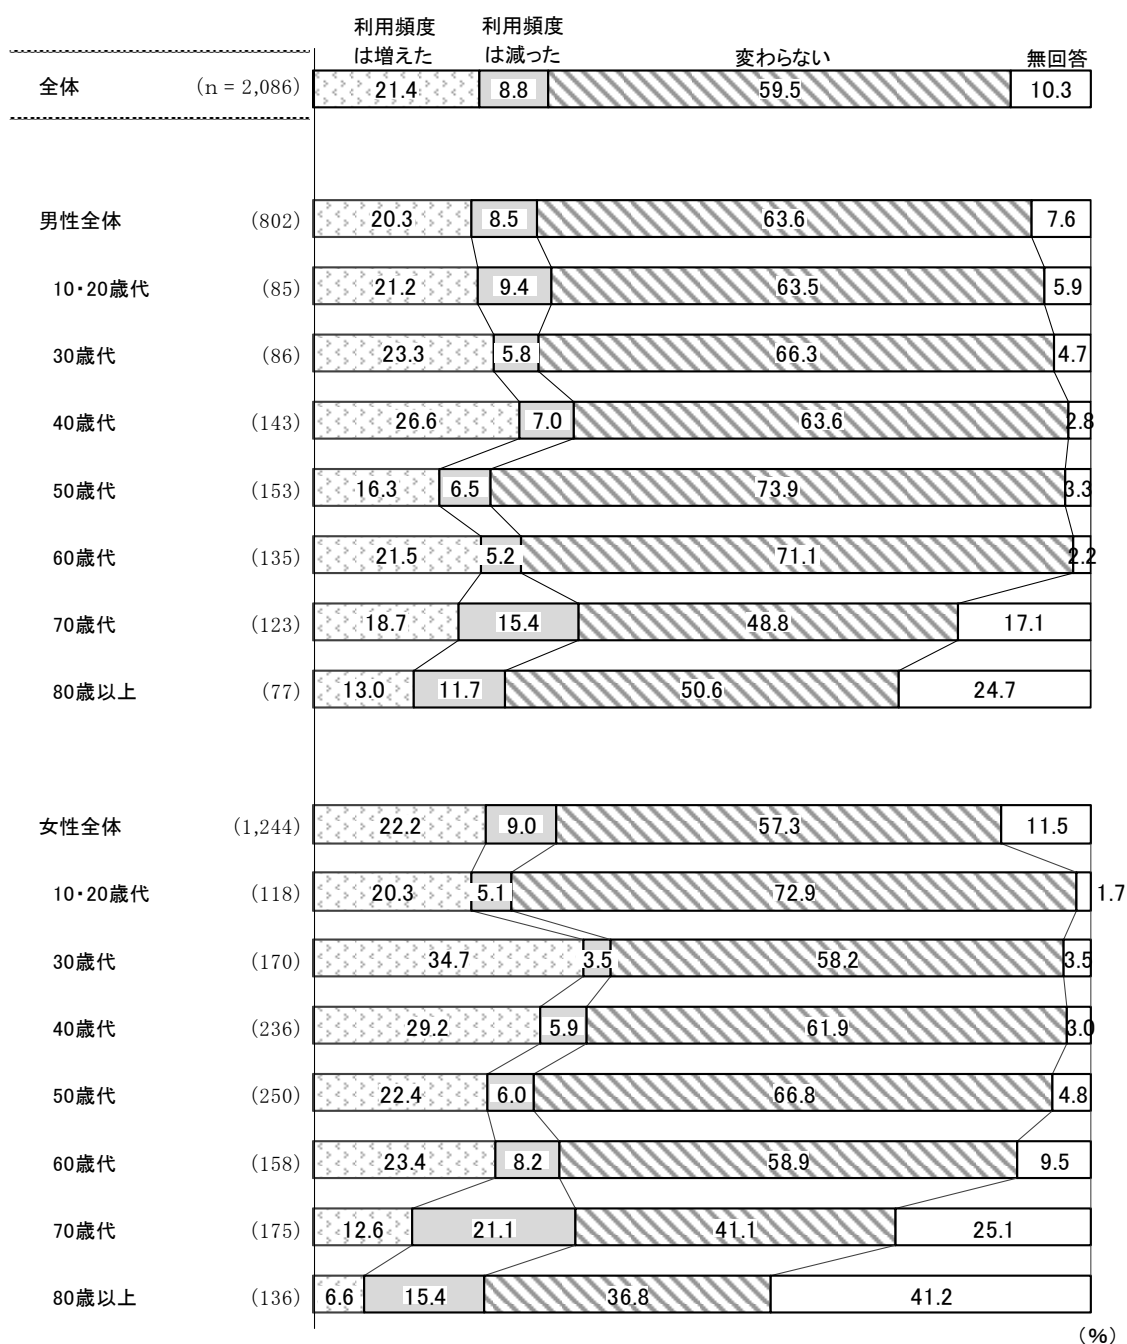 利用頻度
は増えた
利用頻度
は減った
変わらない
無回答
全体 (n = 2,086) 21.4 8.8 59.5 10.3
男性全体 (802) 20.3 8.5 63.6 7.6
10・20歳代 (85) 21.2 9.4 63.5 5.9
30歳代 (86) 23.3 5.8 66.3 4.7
40歳代 (143) 26.6 7.0 63.6 2.8
50歳代 (153) 16.3 6.5 73.9 3.3
60歳代 (135) 21.5 5.2 71.1 2.2
70歳代 (123) 18.7 15.4 48.8 17.1
80歳以上 (77) 13.0 11.7 50.6 24.7
女性全体 (1,244) 22.2 9.0 57.3 11.5
10・20歳代 (118) 20.3 5.1 72.9 1.7
30歳代 (170) 34.7 3.5 58.2 3.5
40歳代 (236) 29.2 5.9 61.9 3.0
50歳代 (250) 22.4 6.0 66.8 4.8
60歳代 (158) 23.4 8.2 58.9 9.5
70歳代 (175) 12.6 21.1 41.1 25.1
80歳以上 (136) 6.6 15.4 36.8 41.2
(%)